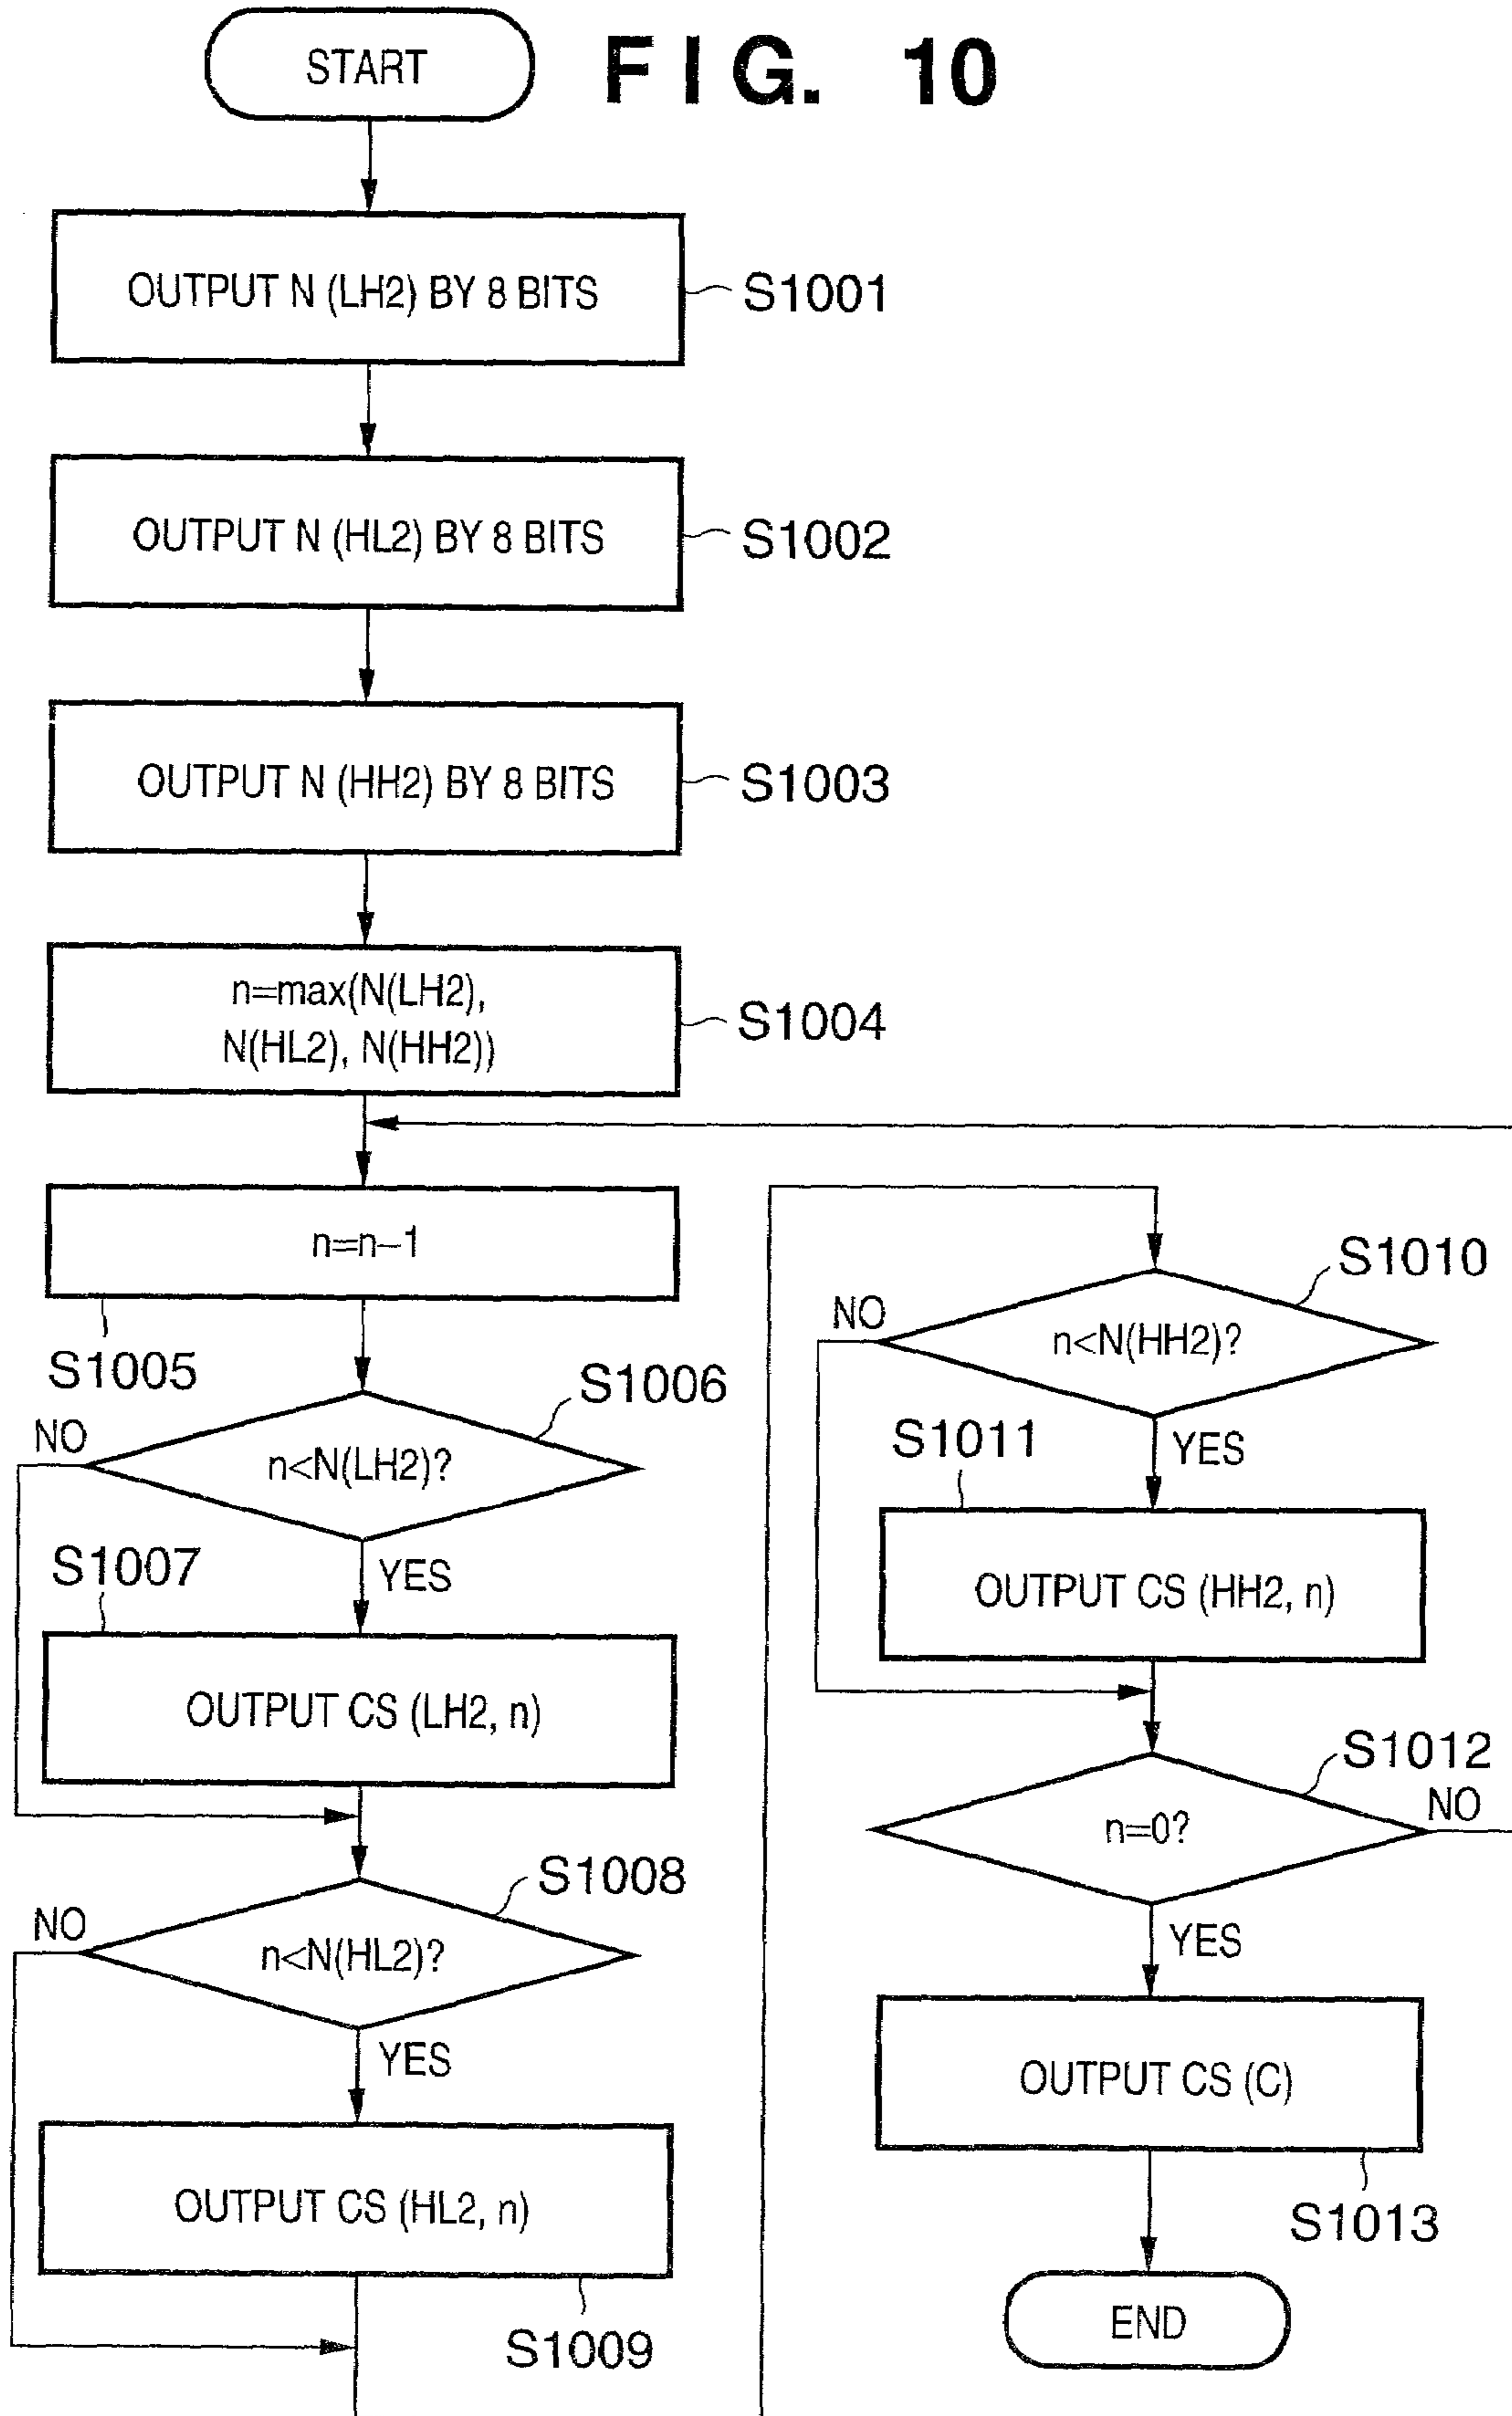 START
FIG. 10
OUTPUT N (LH2) BY 8 BITS
S1001
OUTPUT N (HL2) BY 8 BITS
S1002
OUTPUT N (HH2) BY 8 BITS
S1003
n=max(N(LH2),
N(HL2), N(HH2))
S1004
n=n–1
S1005
S1006
NO
n<N(LH2)?
YES
S1007
OUTPUT CS (LH2, n)
S1008
NO
n<N(HL2)?
YES
OUTPUT CS (HL2, n)
S1009
S1010
NO
n<N(HH2)?
YES
S1011
OUTPUT CS (HH2, n)
S1012
n=0?
NO
YES
OUTPUT CS (C)
S1013
END